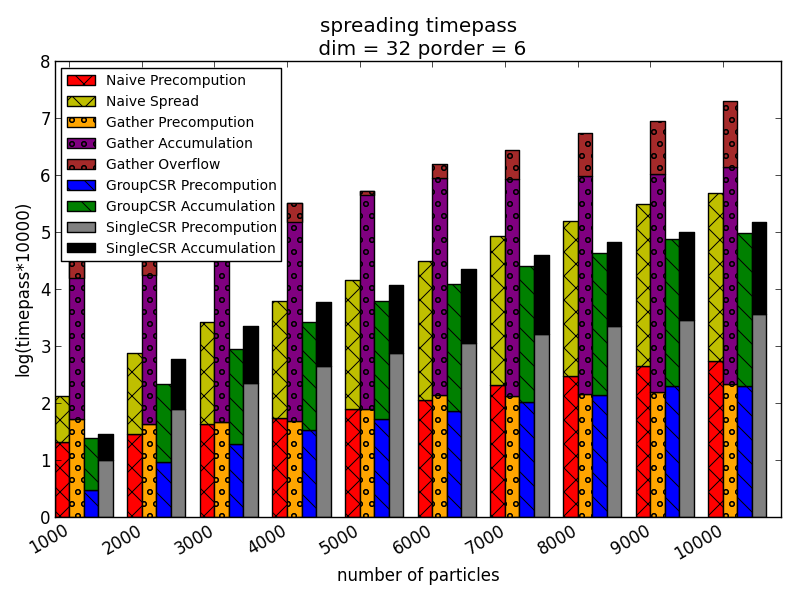 spreading timepass
dim = 32 porder = 6
log(timepass*10000)
8
7
6
5
4
3
2
1
0
Naive Precompution
Naive Spread
Gather Precompution
Gather Accumulation
Gather Overflow
GroupCSR Precompution
GroupCSR Accumulation
SingleCSR Precompution
SingleCSR Accumulation
1000 2000 3000 4000 5000 6000 7000 8000 9000 10000
number of particles